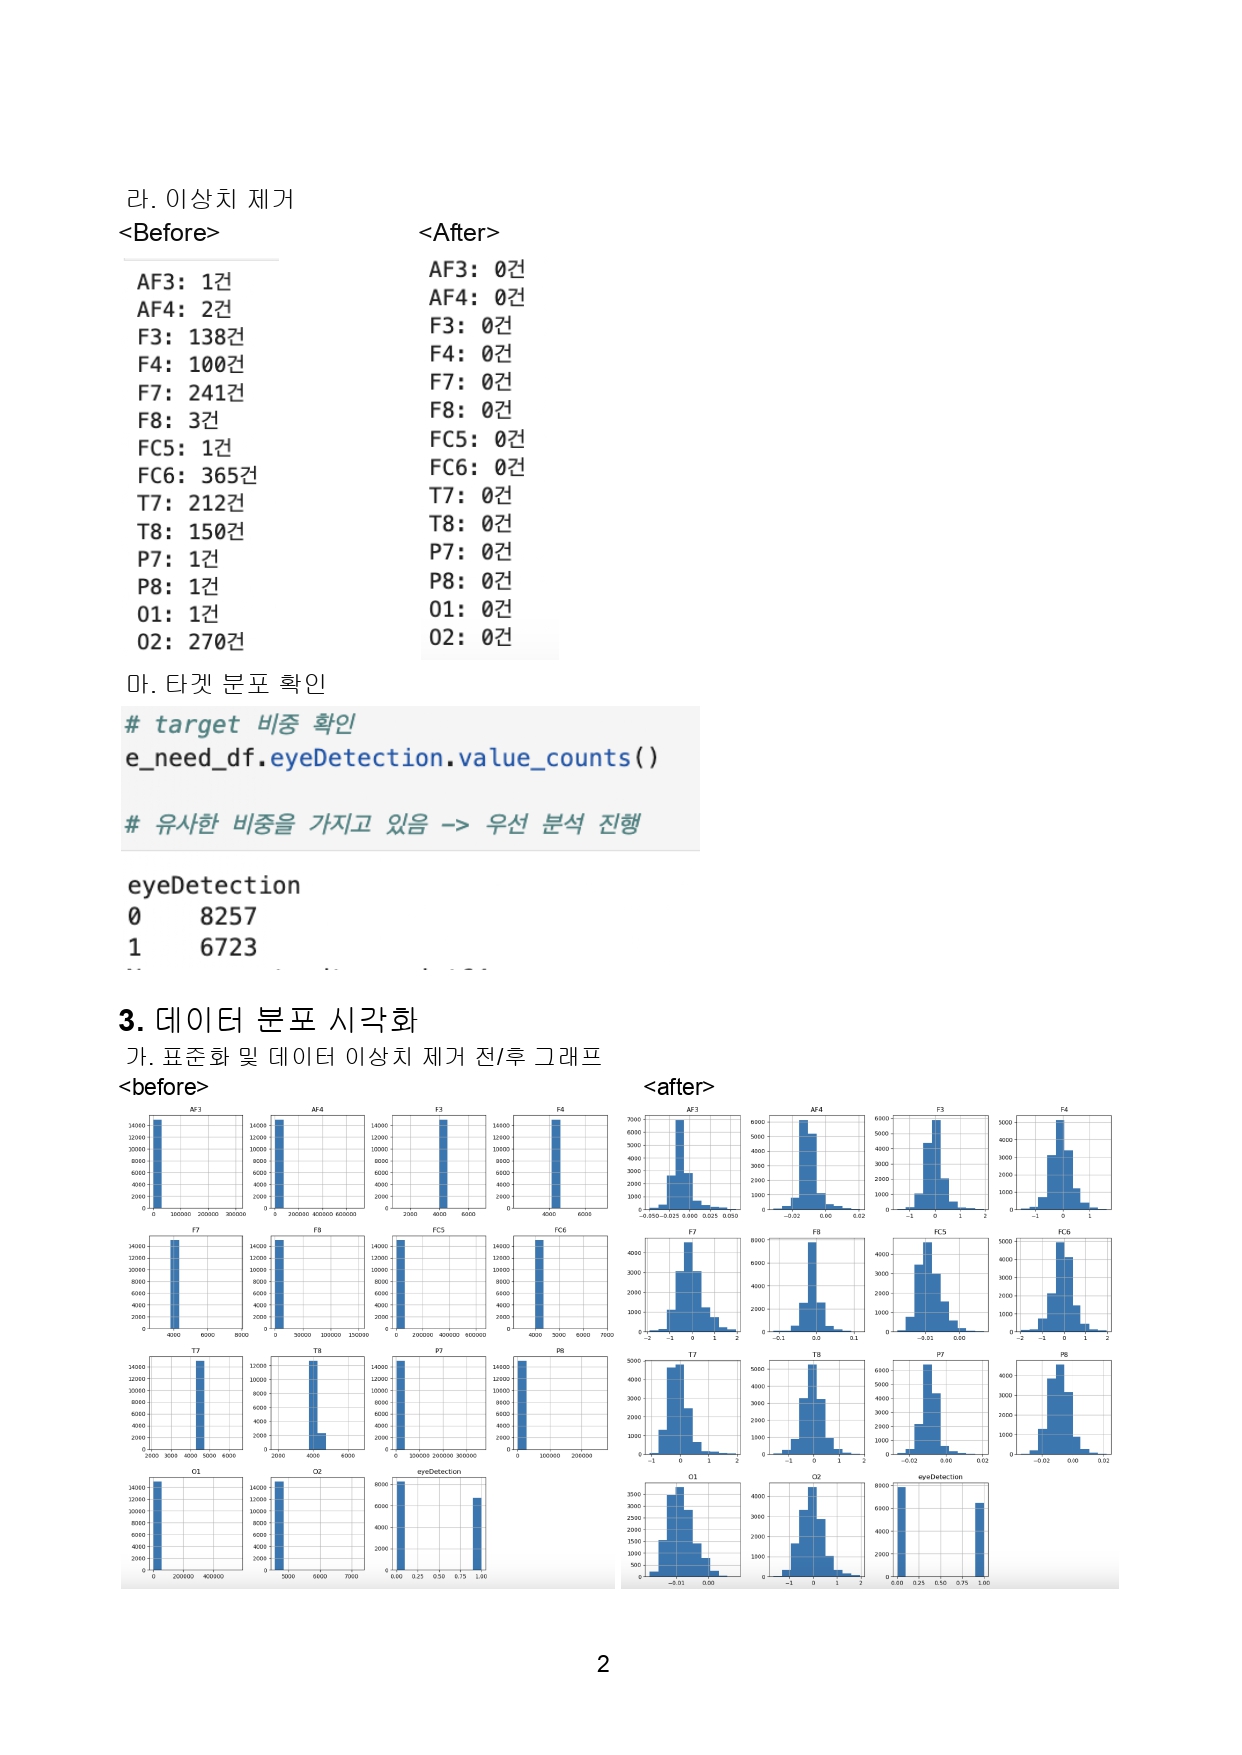 라. 이상치 제거
<Before>
AF3: 1건
AF4: 2건
F3: 138건
F4: 100건
F7: 241건
F8: 3건
FC5: 1건
FC6: 365건
T7: 212건
T8: 150건
P7: 1건
P8: 1건
O1: 1건
O2: 270건
<After>
AF3: 0건
AF4: 0건
F3: 0건
F4: 0건
F7: 0건
F8: 0건
FC5: 0건
FC6: 0건
T7: 0건
T8: 0건
P7: 0건
P8: 0건
O1: 0건
O2: 0건
마. 타겟 분포 확인
# target 비중 확인
e_need_df.eyeDetection.value_counts()
# 유사한 비중을 가지고 있음 —> 우선 분석 진행
eyeDetection
0 8257
1 6723
3. 데이터 분포 시각화
가. 표준화 및 데이터 이상치 제거 전/후 그래프
<before>
AF3 AF4 F3 F4
F7 F8 FC5 FC6
T7 T8 P7 P8
O1 O2 eyeDetection
<after>
AF3 AF4 F3 F4
F7 F8 FC5 FC6
T7 T8 P7 P8
O1 O2 eyeDetection
2